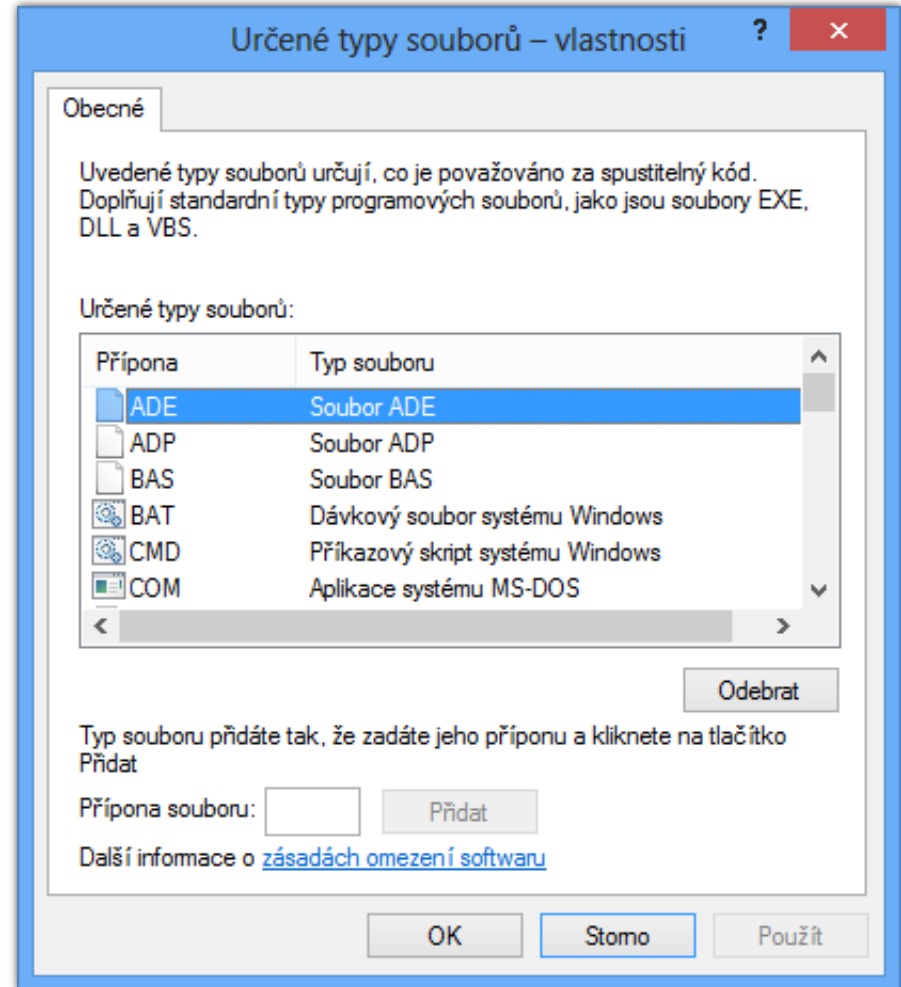 Určené typy souborů – vlastnosti ? ×
Obecné
Uvedené typy souborů určují, co je považováno za spustitelný kód.
Doplňují standardní typy programových souborů, jako jsou soubory EXE,
DLL a VBS.
Určené typy souborů:
Přípona Typ souboru
ADE Soubor ADE
ADP Soubor ADP
BAS Soubor BAS
BAT Dávkový soubor systému Windows
CMD Příkazový skript systému Windows
COM Aplikace systému MS-DOS
Odebrat
Typ souboru přidáte tak, že zadáte jeho příponu a kliknete na tlačítko
Přidat
Přípona souboru: Přidat
Další informace o zásadách omezení softwaru
OK Storno Použít